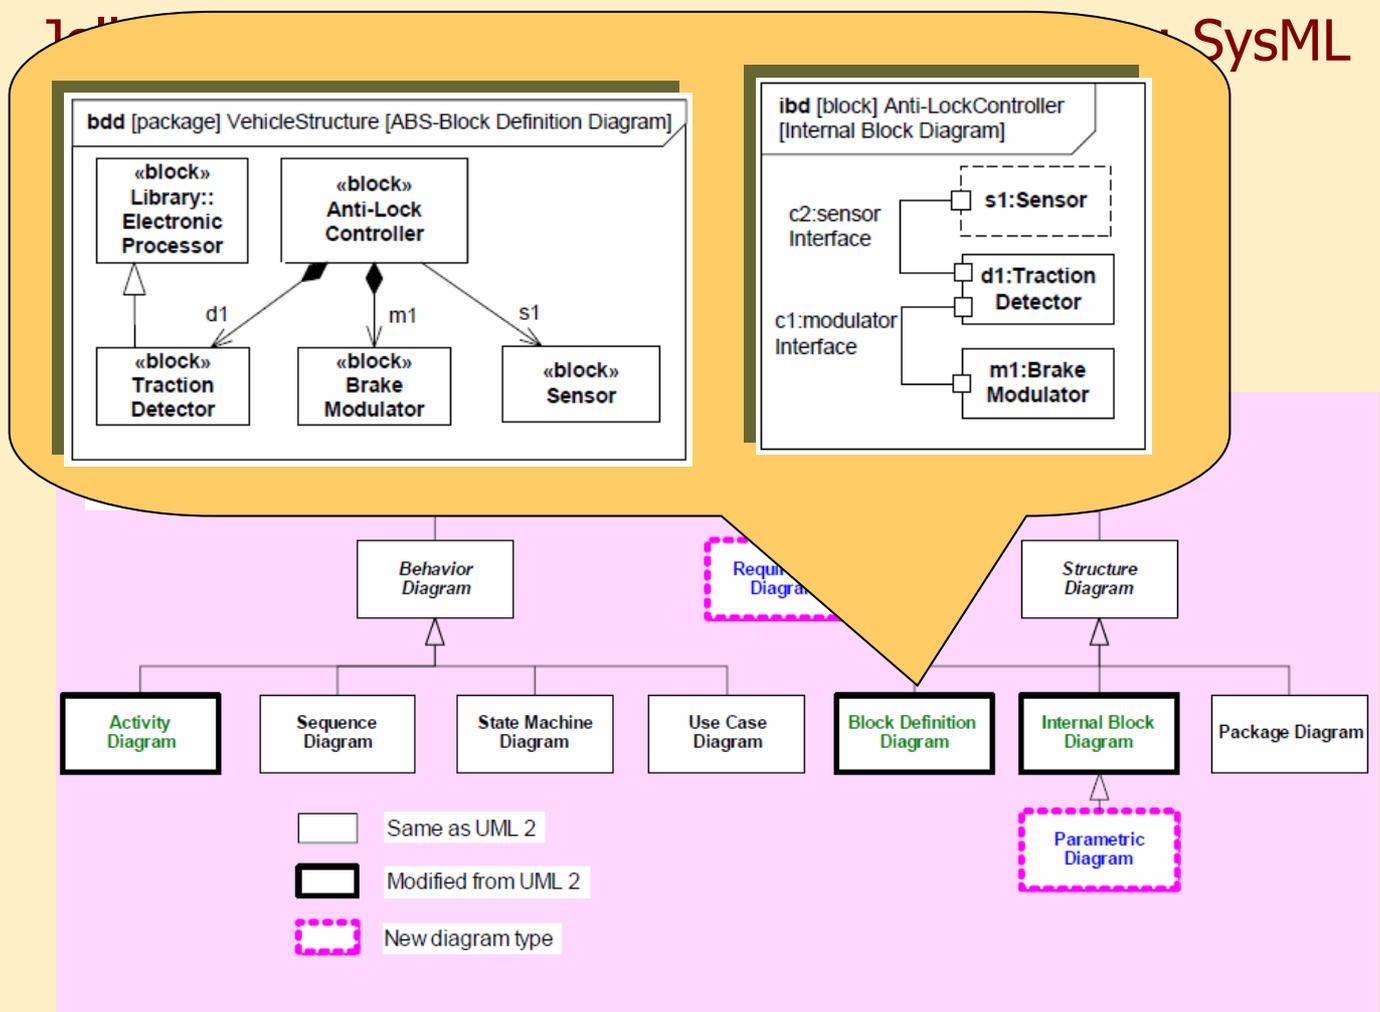 SysML
bdd [package] VehicleStructure [ABS-Block Definition Diagram]
«block»
Library::
Electronic
Processor
«block»
Anti-Lock
Controller
d1
m1
s1
«block»
Traction
Detector
«block»
Brake
Modulator
«block»
Sensor
ibd [block] Anti-LockController
[Internal Block Diagram]
s1:Sensor
c2:sensor
Interface
d1:Traction
Detector
c1:modulator
Interface
m1:Brake
Modulator
Behavior
Diagram
Structure
Diagram
Activity
Diagram
Sequence
Diagram
State Machine
Diagram
Use Case
Diagram
Block Definition
Diagram
Internal Block
Diagram
Package Diagram
Parametric
Diagram
Same as UML 2
Modified from UML 2
New diagram type